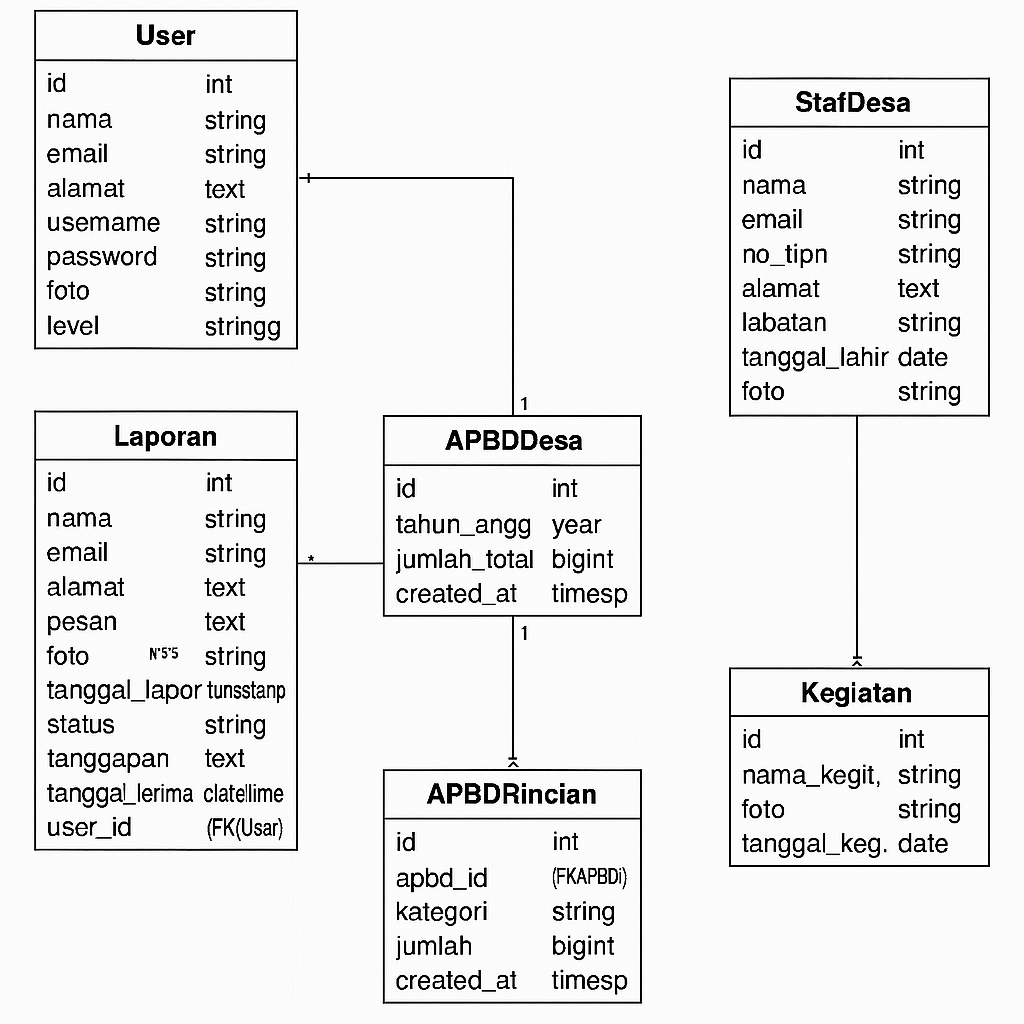 User
id int
nama string
email string
alamat text
usemame string
password string
foto string
level stringg
StafDesa
id int
nama string
email string
no_tipn string
alamat text
labatan string
tanggal_lahir date
foto string
1
Laporan
id int
nama string
email string
alamat text
pesan text
foto N'5'5 string
tanggal_lapor tunsstanp
status string
tanggapan text
tanggal_lerima clatellime
user_id (FK(Usar)
*
APBDDesa
id int
tahun_angg year
jumlah_total bigint
created_at timesp
1
APBDRincian
id int
apbd_id (FKAPBDi)
kategori string
jumlah bigint
created_at timesp
Kegiatan
id int
nama_kegit, string
foto string
tanggal_keg. date